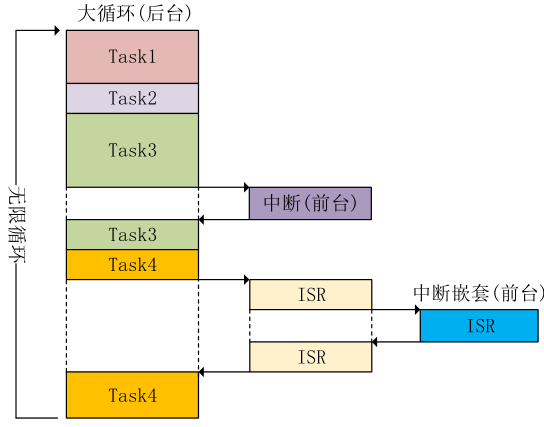 大循环(后台)
Task1
Task2
Task3
中断(前台)
Task3
Task4
ISR
中断嵌套(前台)
ISR
ISR
Task4
无限循环